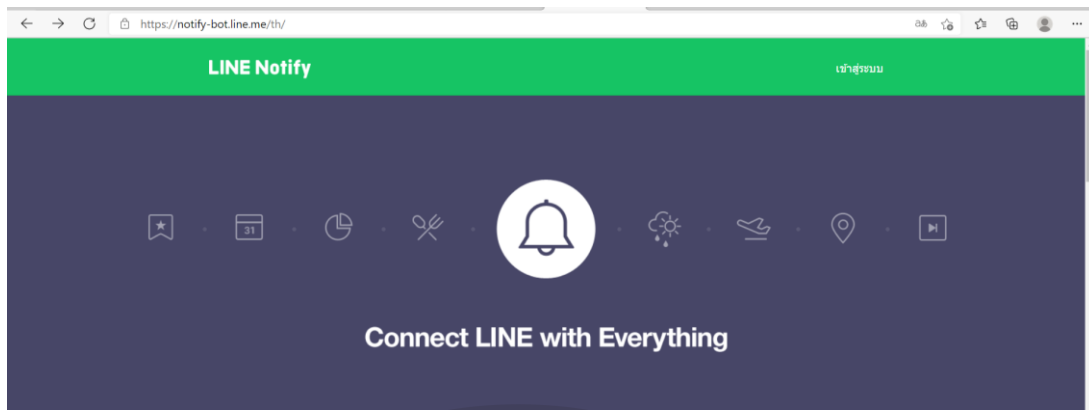 https://notify-bot.line.me/th/
LINE Notify
เข้าสู่ระบบ
31
Connect LINE with Everything